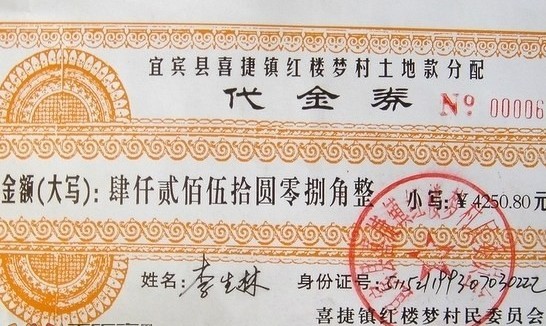 宜宾县喜捷镇红楼梦村土地款分配
代金券
№ 00006
金额(大写): 肆仟贰佰伍拾圆零捌角整 小写: ￥4250.80元
姓名: 李生林 身份证号:
喜捷镇红楼梦村民委员会